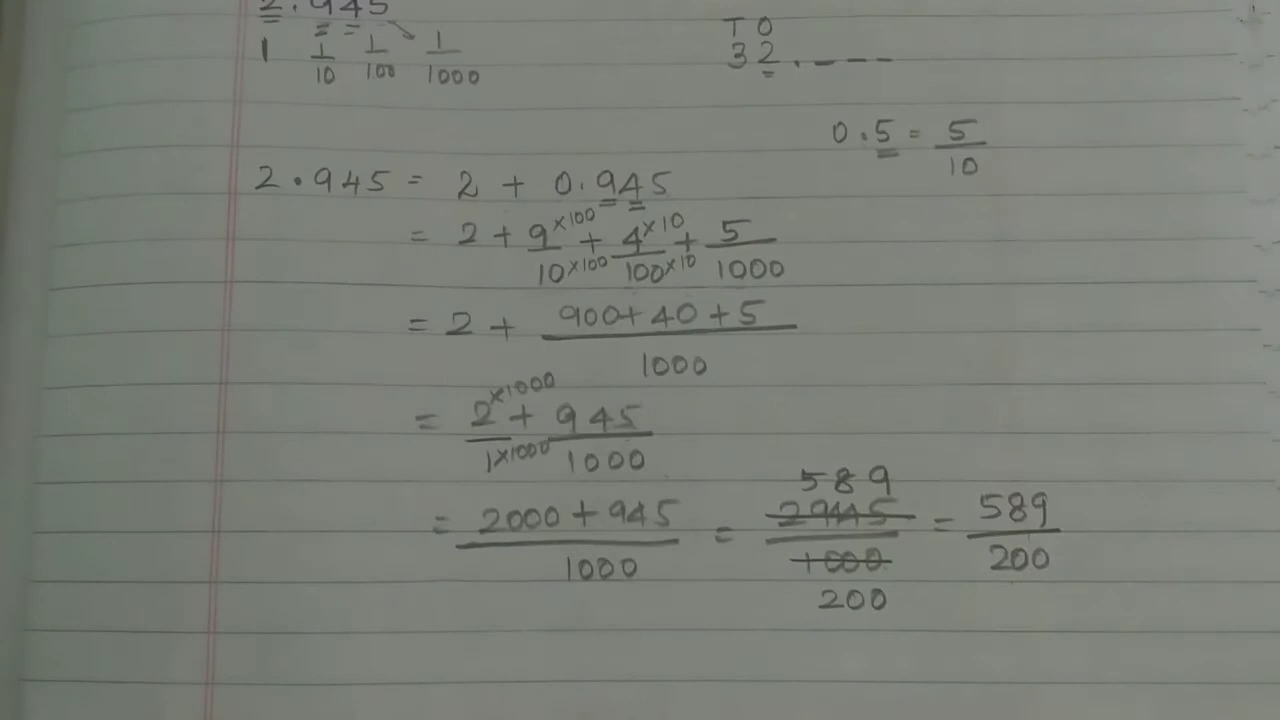 2.945
1 1/10 1/100 1/1000
T O
32.___
0.5 = 5/10
2.945 = 2 + 0.945
= 2 + 9×100/10×100 + 4×10/100×10 + 5/1000
= 2 + 900+40+5/1000
= 2×1000/1×1000 + 945/1000
= 2000 + 945/1000 = 589 2945/1000 200 = 589/200